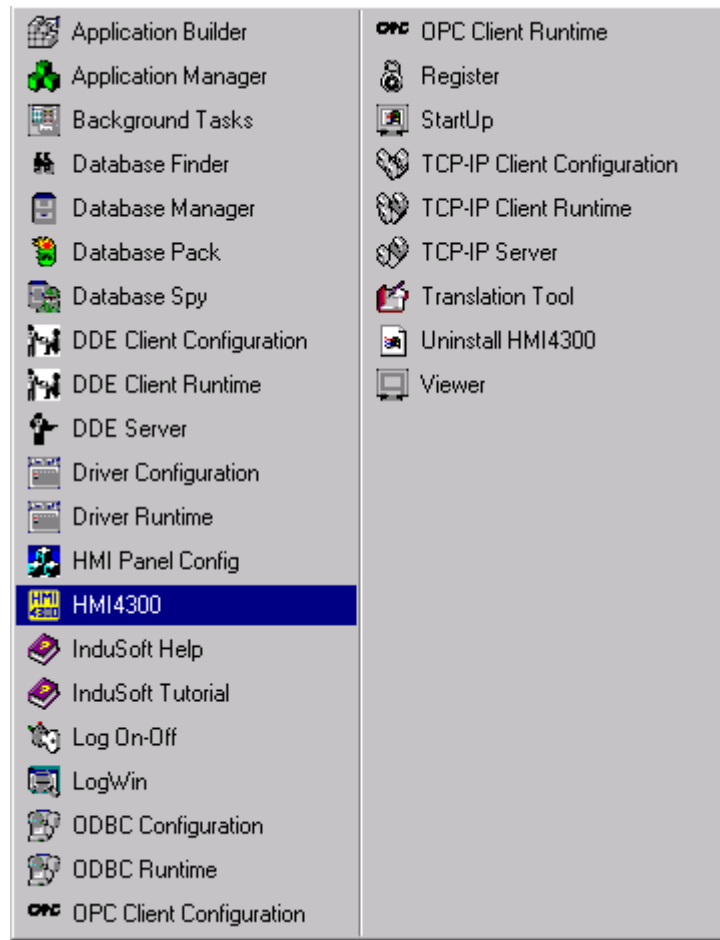 Application Builder
Application Manager
Background Tasks
Database Finder
Database Manager
Database Pack
Database Spy
DDE Client Configuration
DDE Client Runtime
DDE Server
Driver Configuration
Driver Runtime
HMI Panel Config
HMI4300
InduSoft Help
InduSoft Tutorial
Log On-Off
LogWin
ODBC Configuration
ODBC Runtime
OPC OPC Client Configuration
OPC OPC Client Runtime
Register
StartUp
TCP-IP Client Configuration
TCP-IP Client Runtime
TCP-IP Server
Translation Tool
Uninstall HMI4300
Viewer